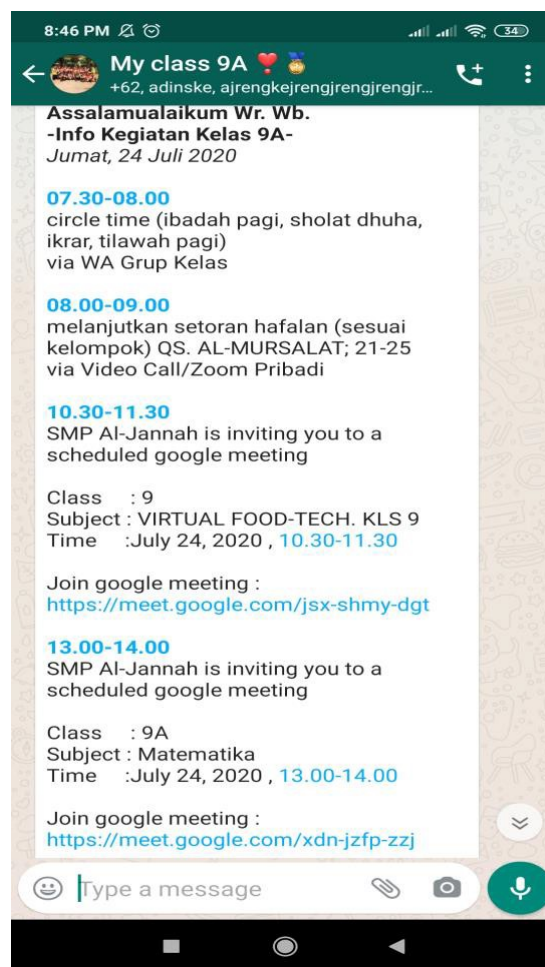 8:46 PM
34
My class 9A
+62, adinske, ajrengkejrengjrengjrengjr...
Assalamualaikum Wr. Wb.
-Info Kegiatan Kelas 9A-
Jumat, 24 Juli 2020
07.30-08.00
circle time (ibadah pagi, sholat dhuha,
ikrar, tilawah pagi)
via WA Grup Kelas
08.00-09.00
melanjutkan setoran hafalan (sesuai
kelompok) QS. AL-MURSALAT; 21-25
via Video Call/Zoom Pribadi
10.30-11.30
SMP Al-Jannah is inviting you to a
scheduled google meeting
Class : 9
Subject : VIRTUAL FOOD-TECH. KLS 9
Time :July 24, 2020 , 10.30-11.30
Join google meeting :
https://meet.google.com/jsx-shmy-dgt
13.00-14.00
SMP Al-Jannah is inviting you to a
scheduled google meeting
Class : 9A
Subject : Matematika
Time :July 24, 2020 , 13.00-14.00
Join google meeting :
https://meet.google.com/xdn-jzfp-zzj
Type a message